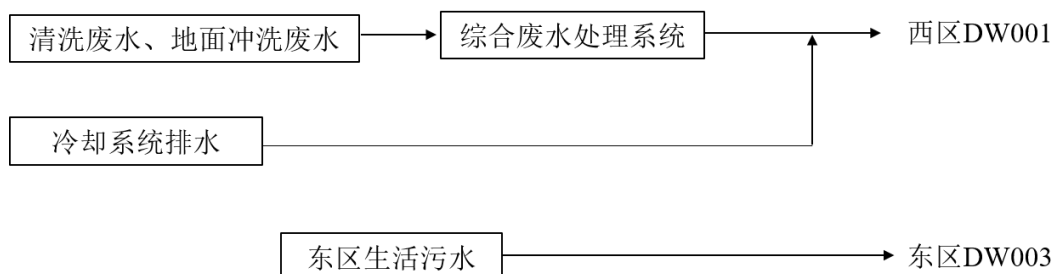 清洗废水、地面冲洗废水
综合废水处理系统
西区DW001
冷却系统排水
东区生活污水
东区DW003